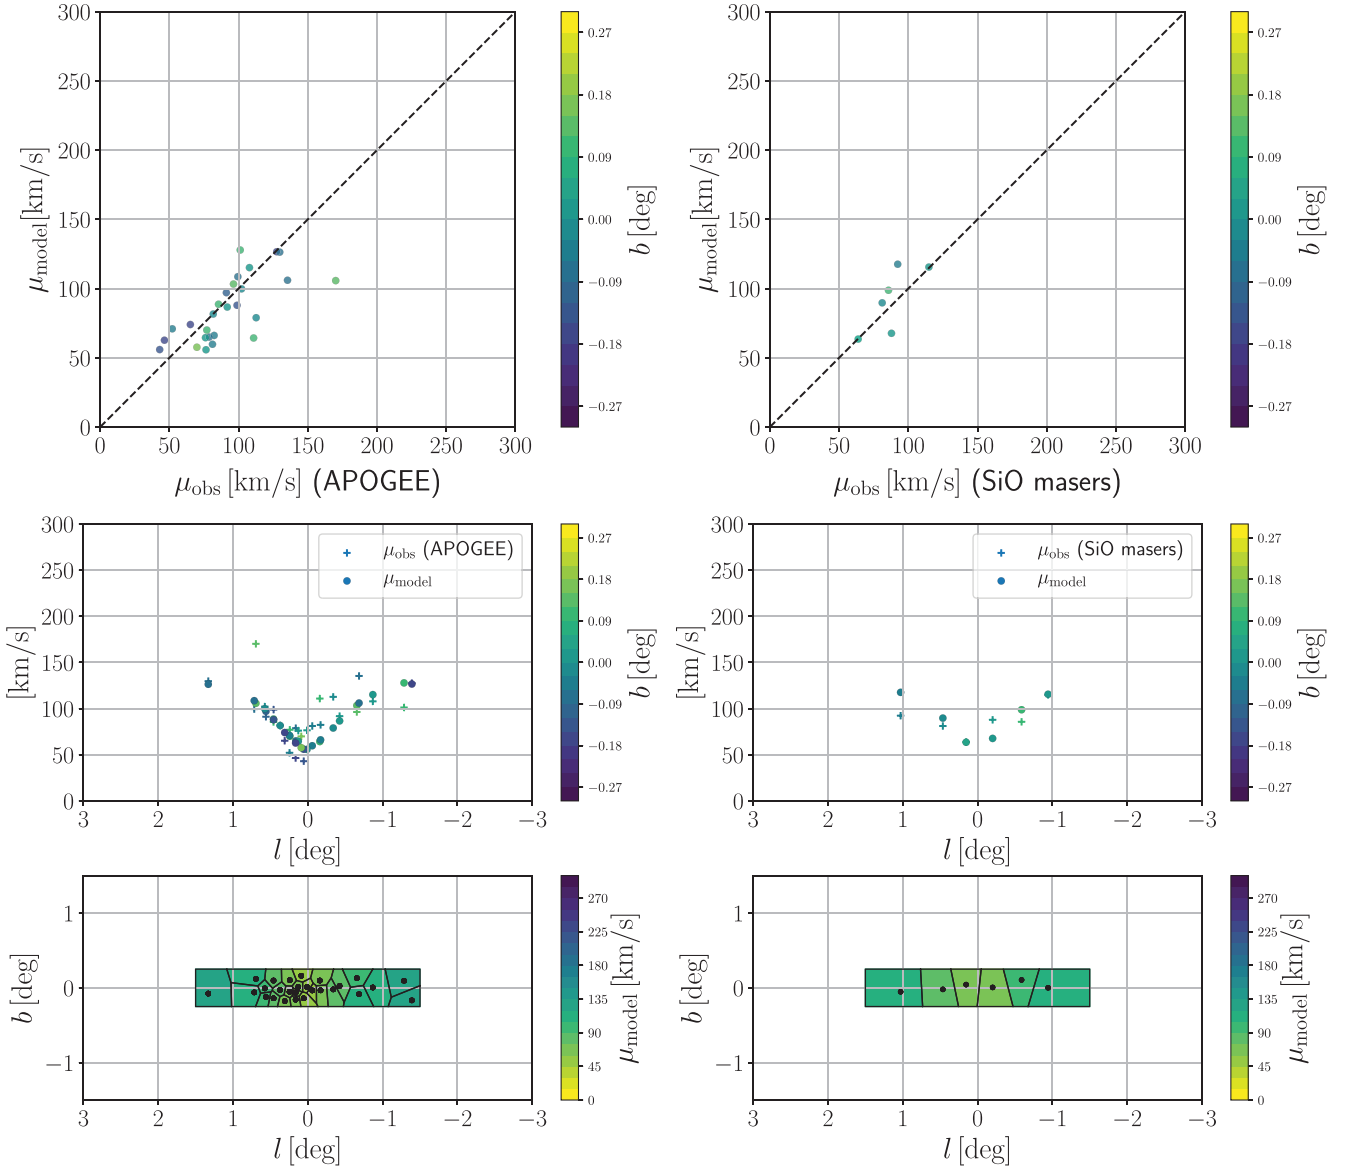 300
250
200
150
100
50
0
μmodel[km/s]
0 50 100 150 200 250 300
μobs [km/s] (APOGEE)
0.27
0.18
0.09
0.00
−0.09
−0.18
−0.27
b [deg]
300
250
200
150
100
50
0
μmodel[km/s]
0 50 100 150 200 250 300
μobs [km/s] (SiO masers)
0.27
0.18
0.09
0.00
−0.09
−0.18
−0.27
b [deg]
300
250
200
150
100
50
0
[km/s]
μobs (APOGEE)
μmodel
3 2 1 0 −1 −2 −3
l [deg]
0.27
0.18
0.09
0.00
−0.09
−0.18
−0.27
b [deg]
300
250
200
150
100
50
0
[km/s]
μobs (SiO masers)
μmodel
3 2 1 0 −1 −2 −3
l [deg]
0.27
0.18
0.09
0.00
−0.09
−0.18
−0.27
b [deg]
1
0
−1
b [deg]
3 2 1 0 −1 −2 −3
l [deg]
270
225
180
135
90
45
0
μmodel [km/s]
1
0
−1
b [deg]
3 2 1 0 −1 −2 −3
l [deg]
270
225
180
135
90
45
0
μmodel [km/s]